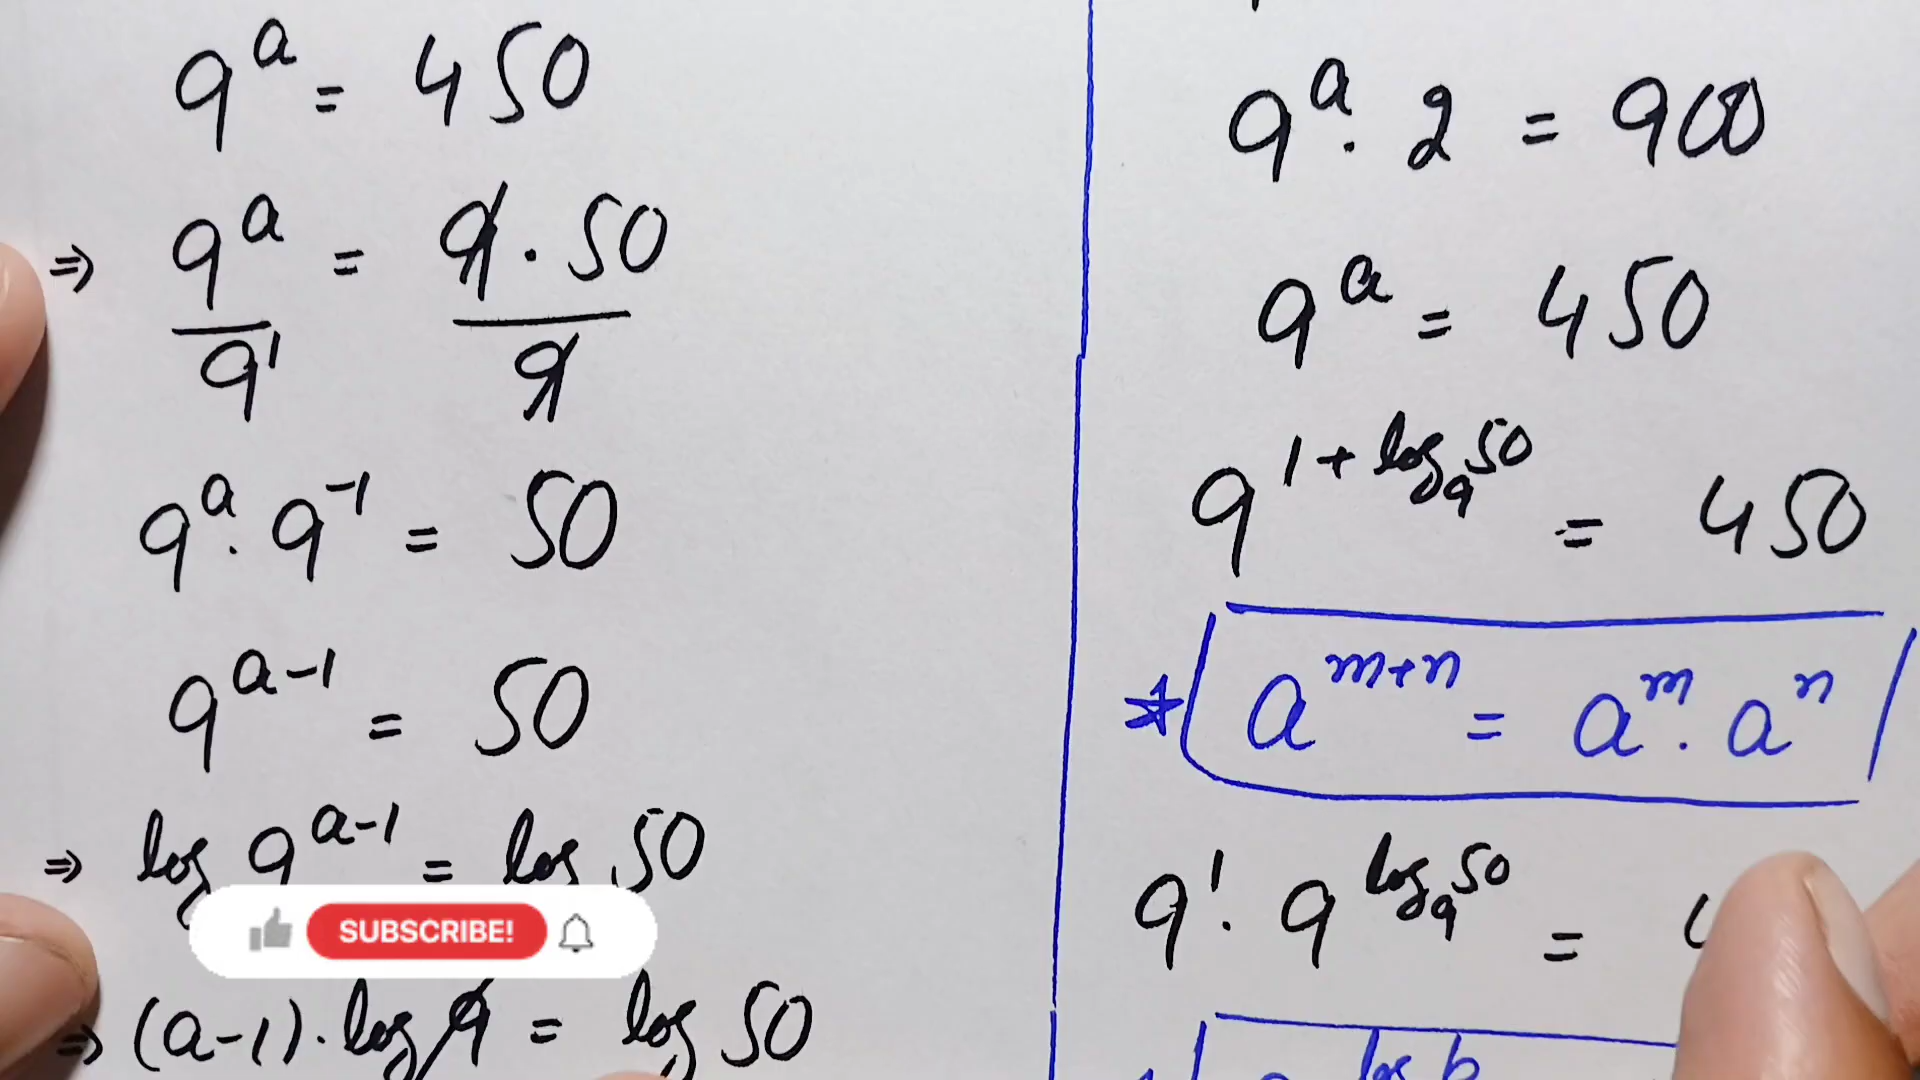 9^a = 450
⇒ 9^a / 9^1 = 9 · 50 / 9
9^a · 9^-1 = 50
9^(a-1) = 50
⇒ log 9^(a-1) = log 50
SUBSCRIBE!
⇒ (a-1) · log 9 = log 50
9^a · 2 = 900
9^a = 450
9^(1 + log_9 50) = 450
* a^(m+n) = a^m · a^n
9^1 · 9^(log_9 50) =
log b